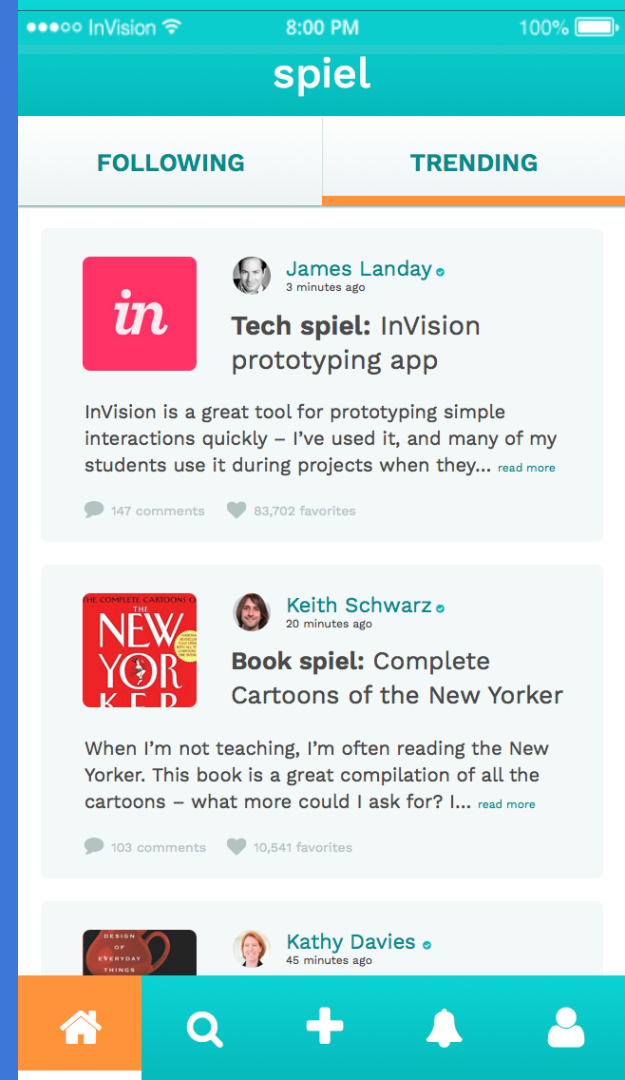 InVision 8:00 PM 100%
spiel
FOLLOWING TRENDING
in
James Landay
3 minutes ago
Tech spiel: InVision
prototyping app
InVision is a great tool for prototyping simple
interactions quickly – I’ve used it, and many of my
students use it during projects when they... read more
147 comments 83,702 favorites
THE COMPLETE CARTOONS O
THE
NEW
YOR
KER
Keith Schwarz
20 minutes ago
Book spiel: Complete
Cartoons of the New Yorker
When I’m not teaching, I’m often reading the New
Yorker. This book is a great compilation of all the
cartoons – what more could I ask for? I... read more
103 comments 10,541 favorites
DESIGN
OF
EVERYDAY
THINGS
Kathy Davies
45 minutes ago